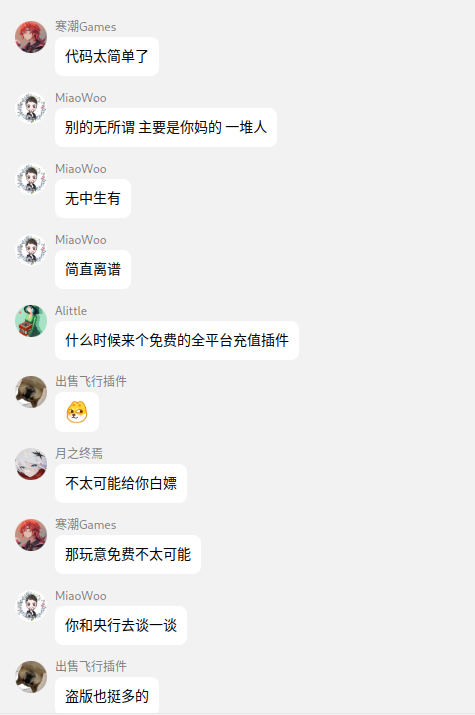 寒潮Games
代码太简单了
MiaoWoo
别的无所谓 主要是你妈的 一堆人
MiaoWoo
无中生有
MiaoWoo
简直离谱
Alittle
什么时候来个免费的全平台充值插件
出售飞行插件
月之终焉
不太可能给你白嫖
寒潮Games
那玩意免费不太可能
MiaoWoo
你和央行去谈一谈
出售飞行插件
盗版也挺多的